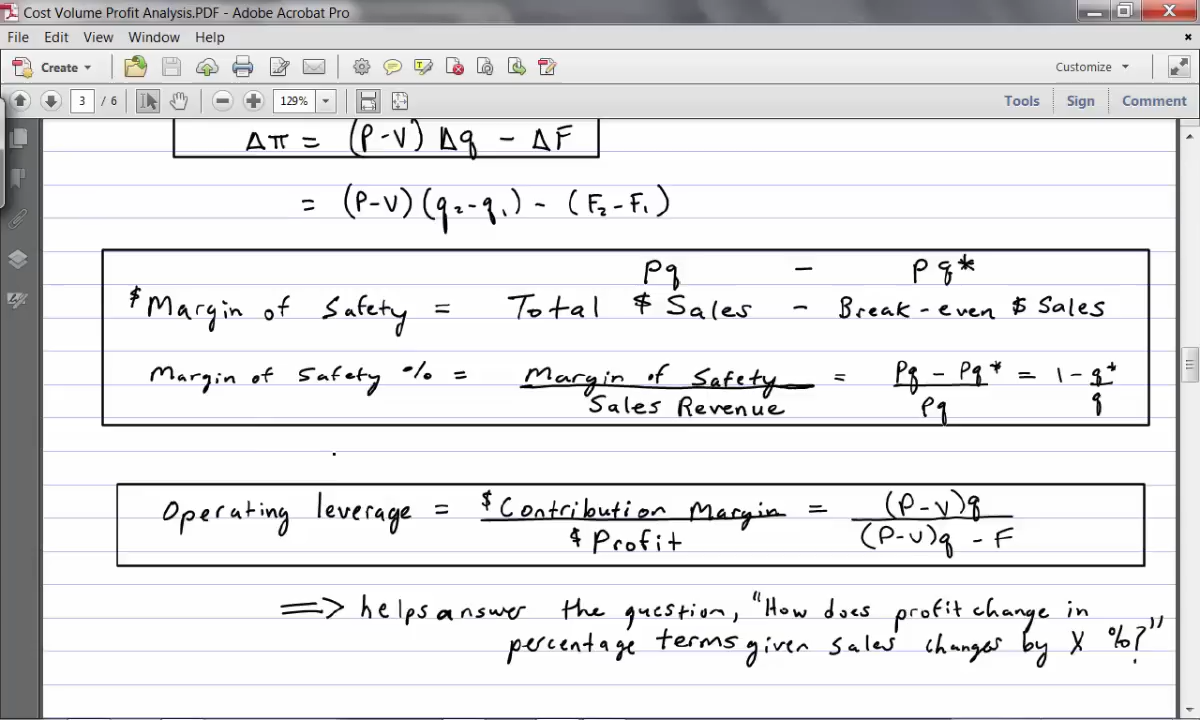 Cost Volume Profit Analysis.PDF - Adobe Acrobat Pro
File Edit View Window Help
Create Customize
3 / 6 129% Tools Sign Comment
Δπ = (P-V) Δq - ΔF
= (P-V) (q₂-q₁) - (F₂-F₁)
Pq - Pq*
$Margin of Safety = Total $ Sales - Break-even $ Sales
Margin of Safety % = Margin of Safety / Sales Revenue = Pq - Pq* / Pq = 1 - q* / q
Operating leverage = $Contribution Margin / $ Profit = (P-V)q / (P-V)q - F
=> helps answer the question, "How does profit change in
percentage terms given sales changes by X %?"